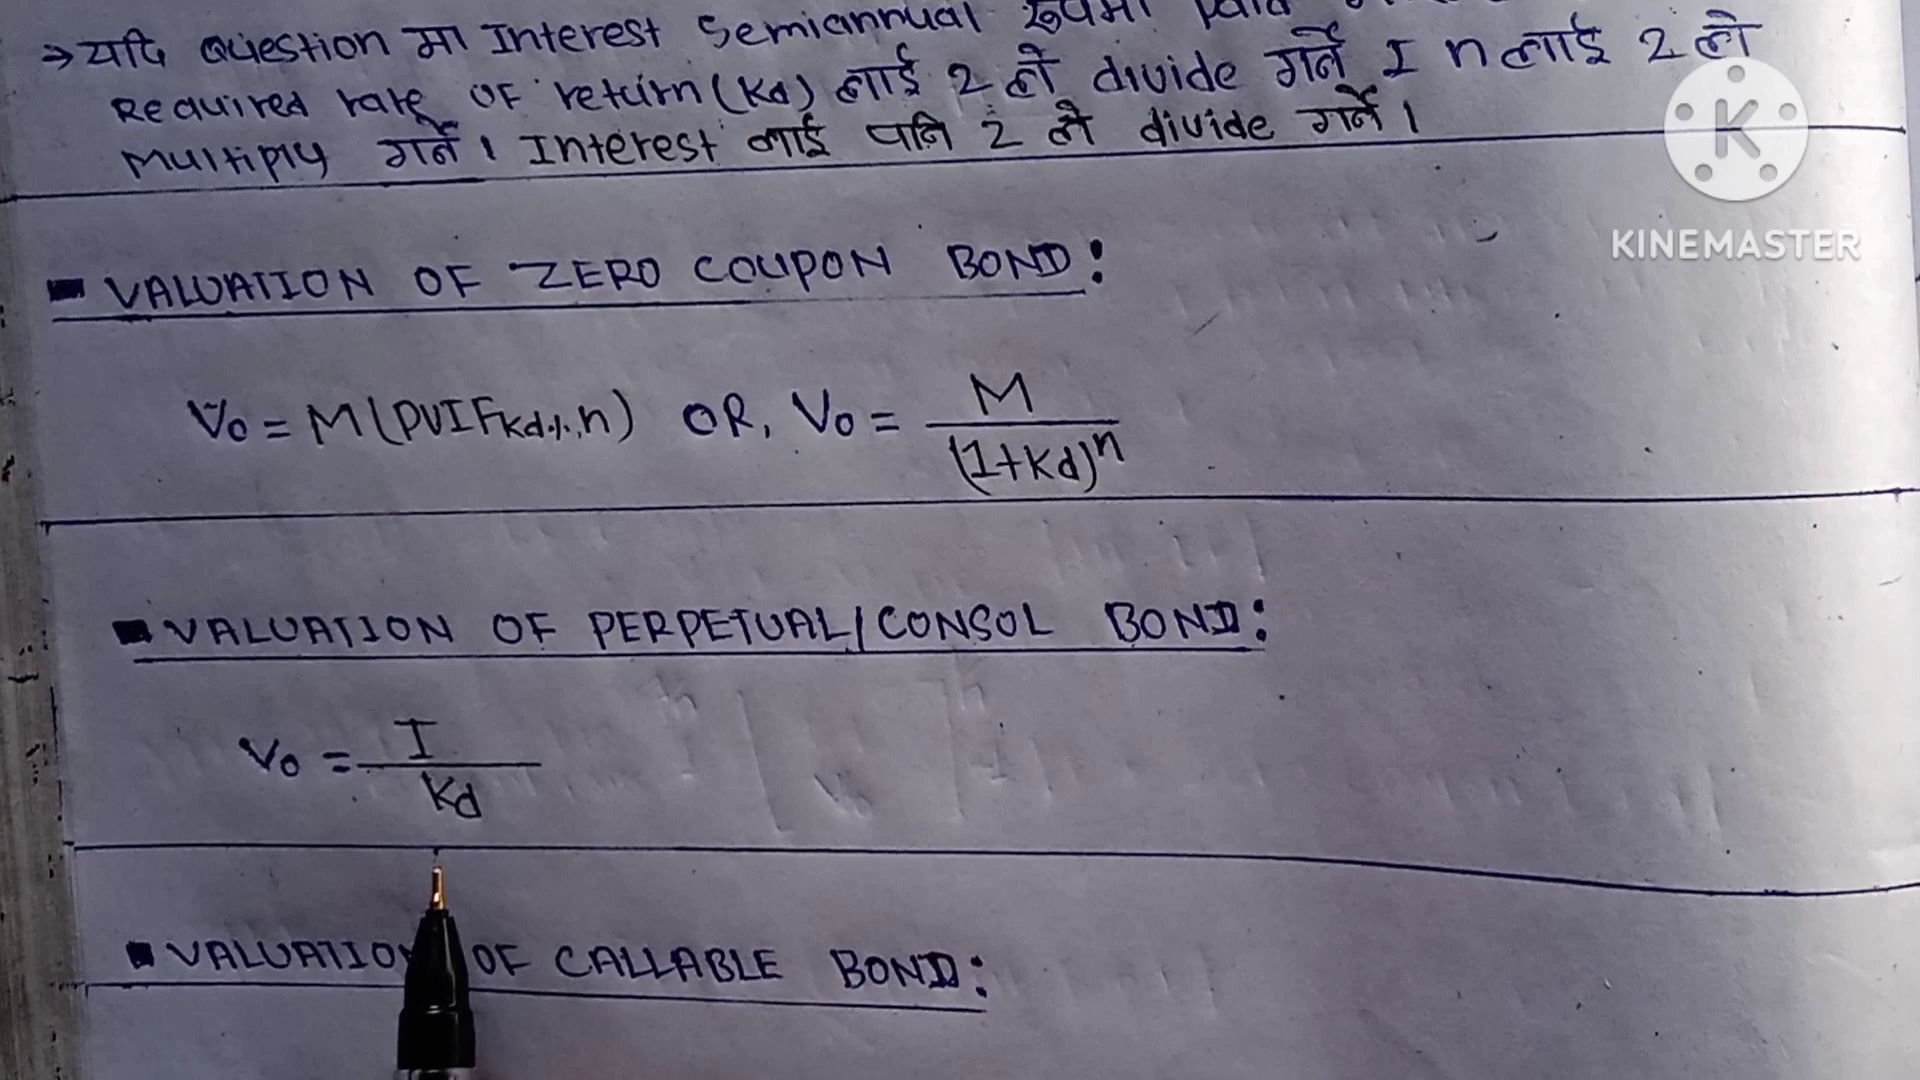 → यदि Question मा Interest Semiannual रूपमा
Required rate of return (Kd) लाई 2 ले divide गर्ने I n लाई 2 ले
Multiply गर्ने । Interest लाई पनि 2 ले divide गर्ने ।
K
KINEMASTER
VALUATION OF ZERO COUPON BOND:
V0 = M(PVIFkd%,n) OR, V0 = M/(1+Kd)^n
VALUATION OF PERPETUAL/CONSOL BOND:
V0 = I/Kd
VALUATION OF CALLABLE BOND: